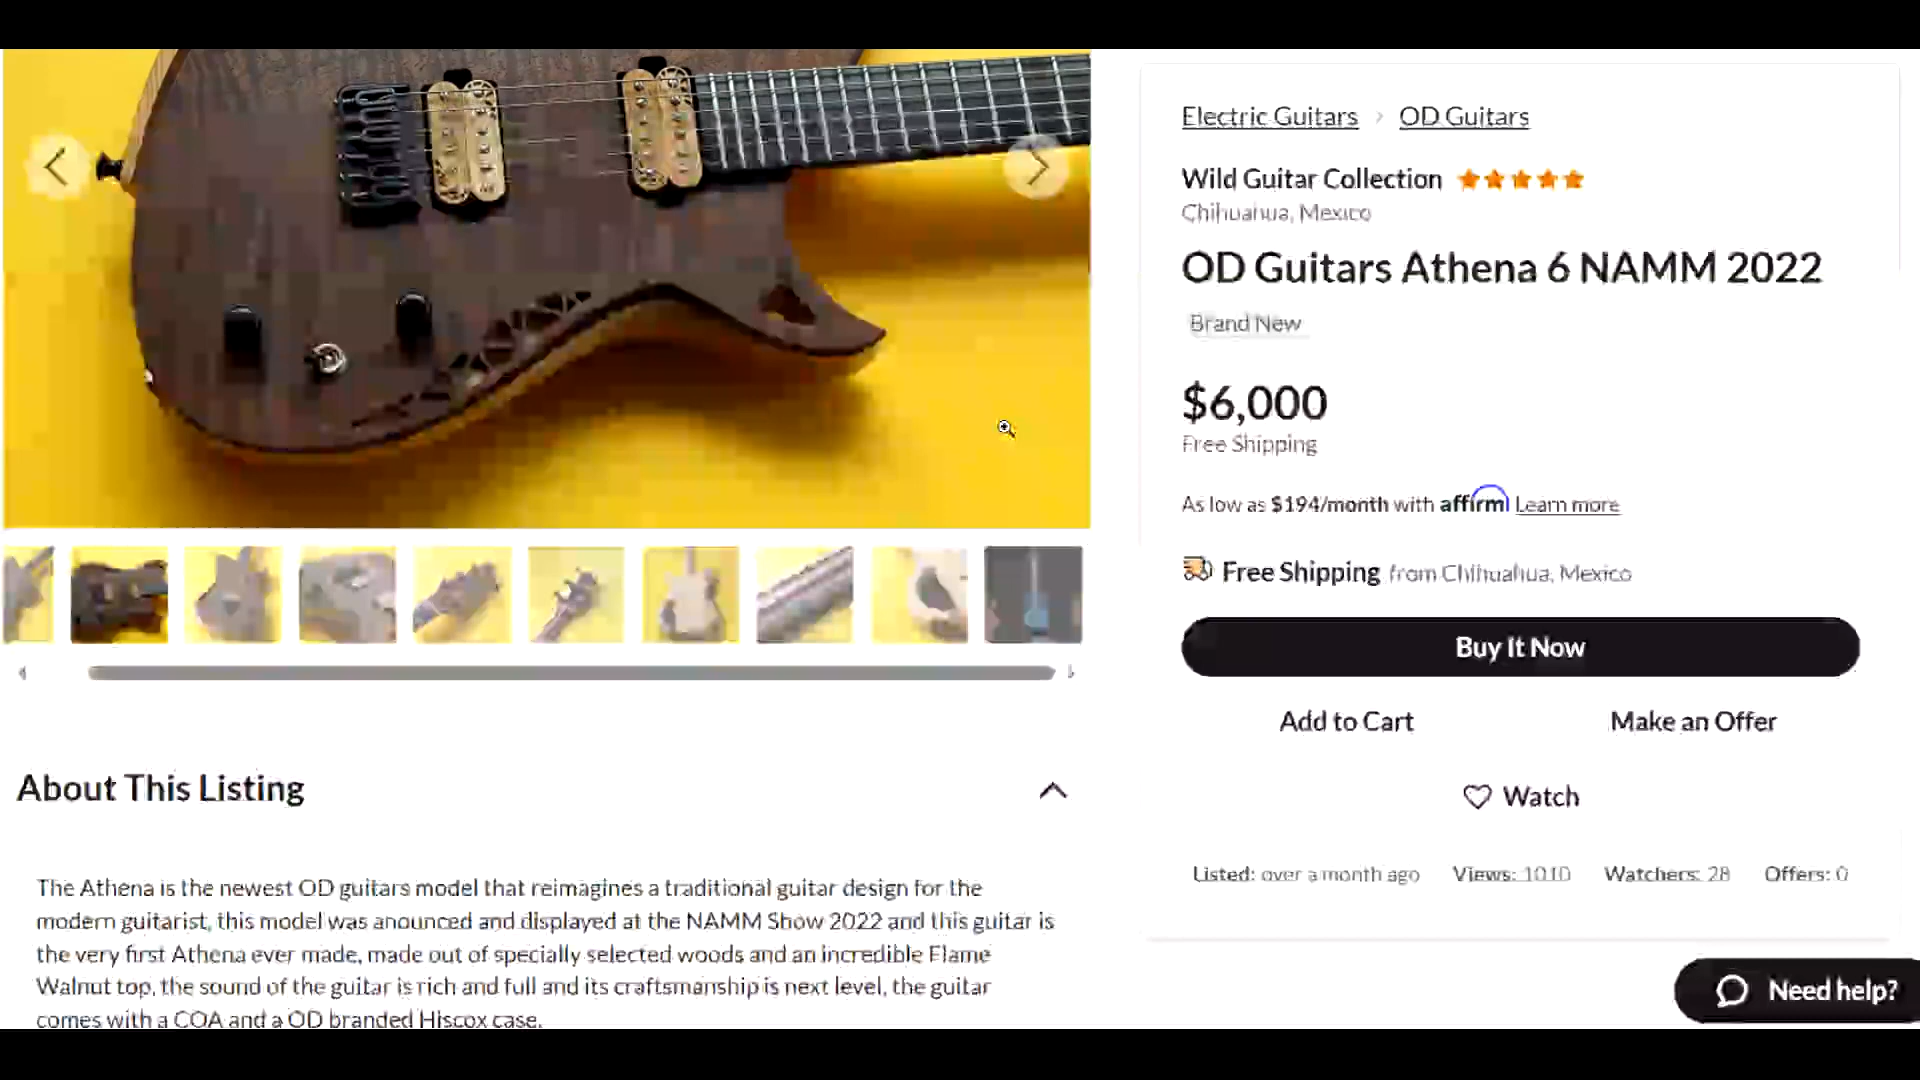 Electric Guitars > OD Guitars
Wild Guitar Collection
Chihuahua, Mexico
OD Guitars Athena 6 NAMM 2022
Brand New
$6,000
Free Shipping
As low as $194/month with affirm Learn more
Free Shipping from Chihuahua, Mexico
Buy It Now
Add to Cart Make an Offer
Watch
Listed: over a month ago Views: 1010 Watchers: 28 Offers: 0
About This Listing
The Athena is the newest OD guitars model that reimagines a traditional guitar design for the
modern guitarist, this model was anounced and displayed at the NAMM Show 2022 and this guitar is
the very first Athena ever made, made out of specially selected woods and an incredible Flame
Walnut top, the sound of the guitar is rich and full and its craftsmanship is next level, the guitar
comes with a COA and a OD branded Hiscox case.
Need help?